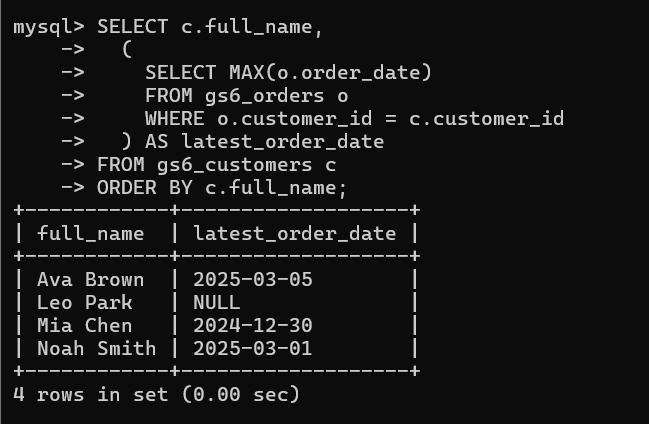 mysql> SELECT c.full_name,
    ->   (
    ->     SELECT MAX(o.order_date)
    ->     FROM gs6_orders o
    ->     WHERE o.customer_id = c.customer_id
    ->   ) AS latest_order_date
    -> FROM gs6_customers c
    -> ORDER BY c.full_name;
+------------+-------------------+
| full_name  | latest_order_date |
+------------+-------------------+
| Ava Brown  | 2025-03-05        |
| Leo Park   | NULL              |
| Mia Chen   | 2024-12-30        |
| Noah Smith | 2025-03-01        |
+------------+-------------------+
4 rows in set (0.00 sec)